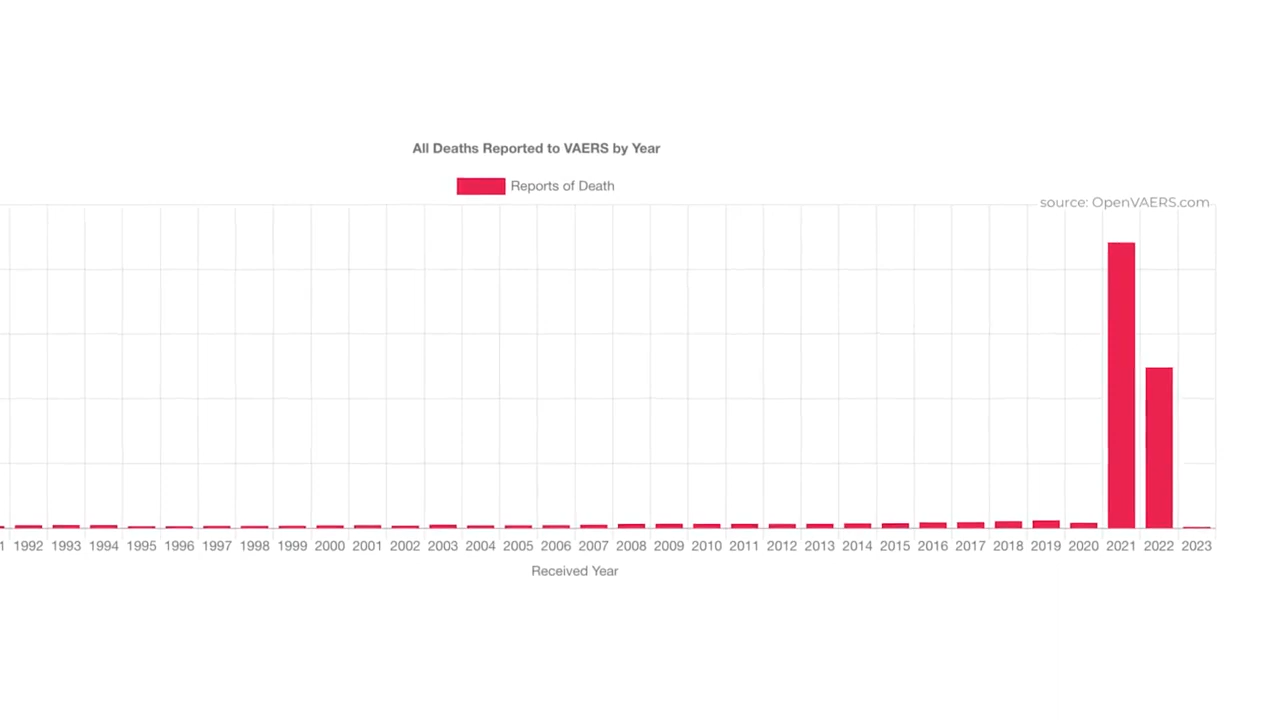 All Deaths Reported to VAERS by Year
Reports of Death
source: OpenVAERS.com
1 1992 1993 1994 1995 1996 1997 1998 1999 2000 2001 2002 2003 2004 2005 2006 2007 2008 2009 2010 2011 2012 2013 2014 2015 2016 2017 2018 2019 2020 2021 2022 2023
Received Year